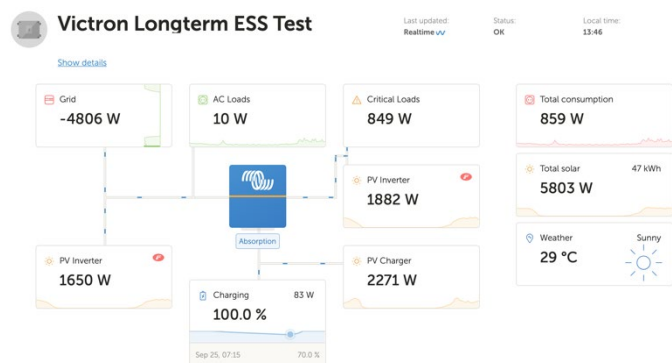 Victron Longterm ESS Test
Last updated:
Realtime
Status:
OK
Local time:
13:46
Show details
Grid
-4806 W
AC Loads
10 W
Critical Loads
849 W
Total consumption
859 W
PV Inverter
1882 W
Total solar
47 kWh
5803 W
Absorption
Weather
Sunny
29 °C
PV Inverter
1650 W
PV Charger
2271 W
Charging
83 W
100.0 %
Sep 25, 07:15
70.0 %